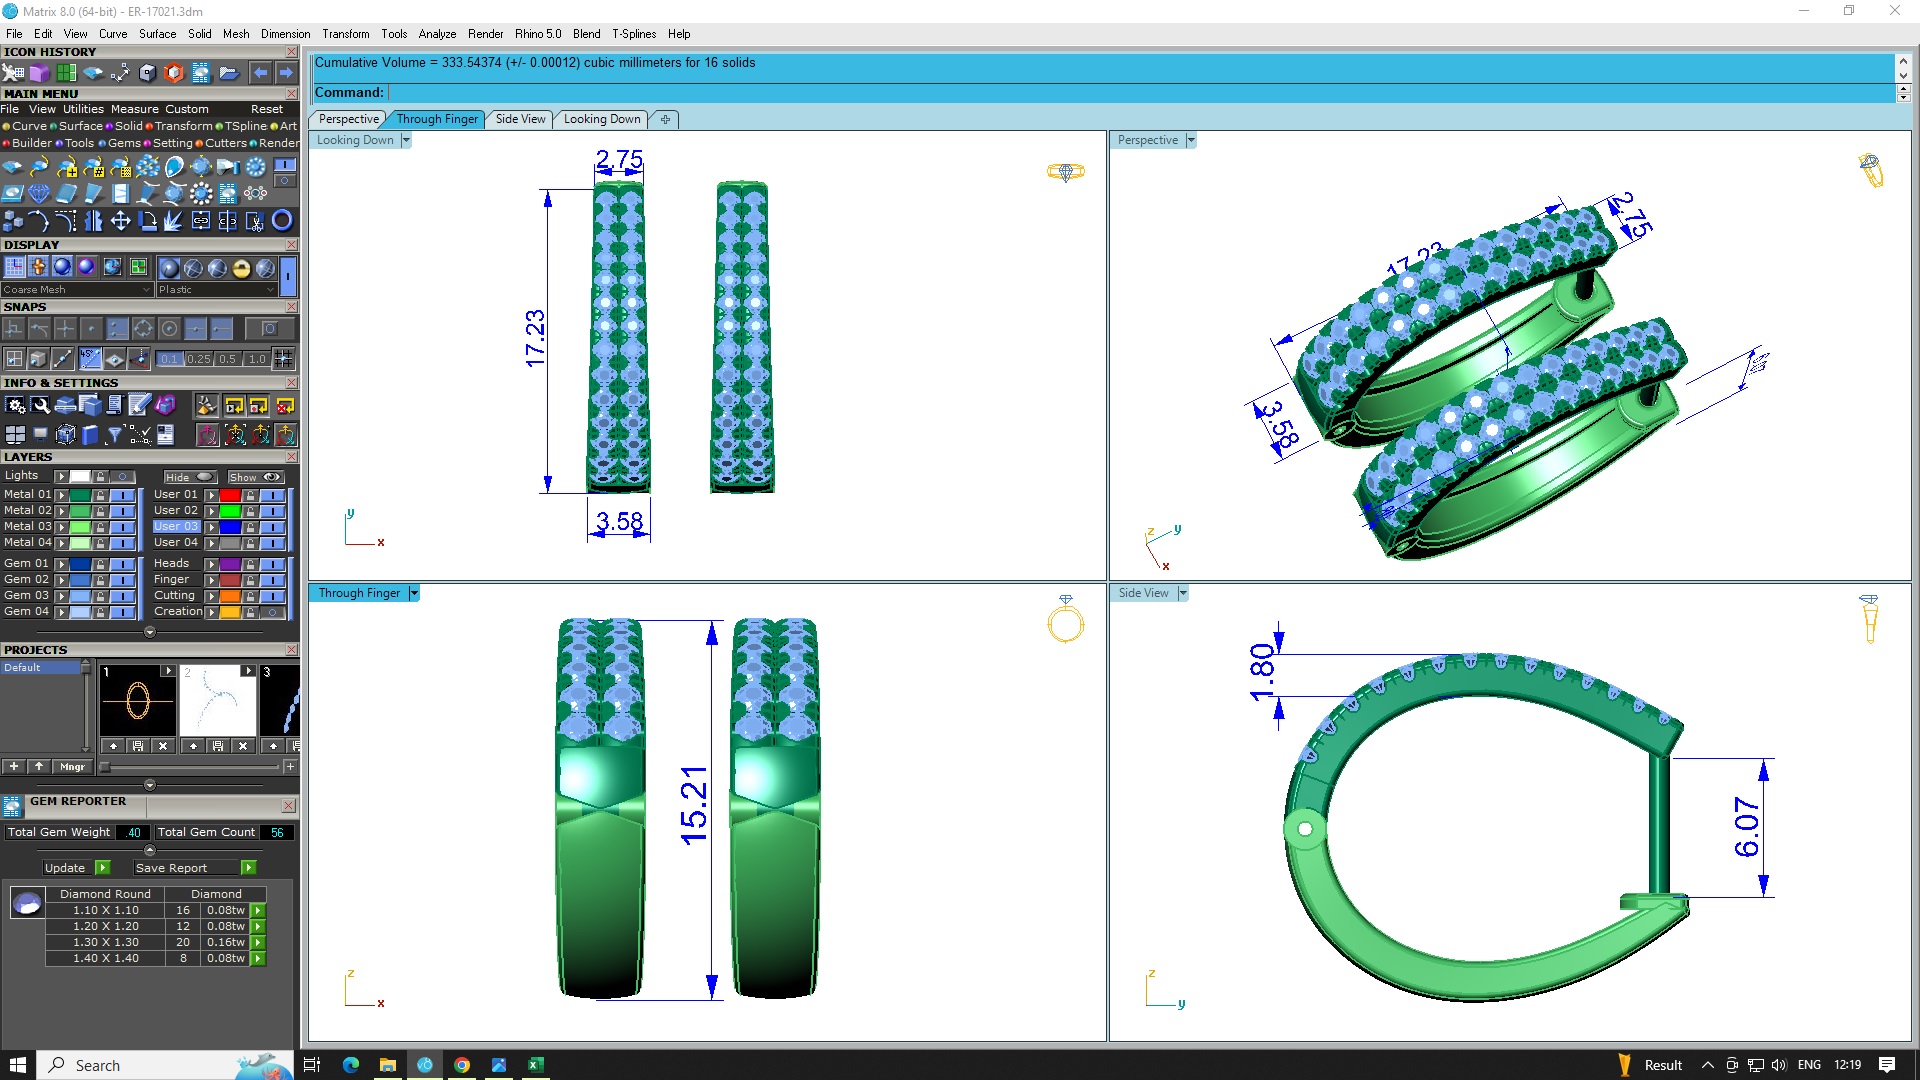 Matrix 8.0 (64-bit) - ER-17021.3dm
File Edit View Curve Surface Solid Mesh Dimension Transform Tools Analyze Render Rhino 5.0 Blend T-Splines Help
ICON HISTORY
Cumulative Volume = 333.54374 (+/- 0.00012) cubic millimeters for 16 solids
Command:
MAIN MENU
File View Utilities Measure Custom Reset
Curve Surface Solid Transform TSpline Art
Builder Tools Gems Setting Cutters Render
Perspective Through Finger Side View Looking Down
DISPLAY
Coarse Mesh Plastic
SNAPS
45°
0.1 0.25 0.5 1.0
INFO & SETTINGS
LAYERS
Lights Hide Show
Metal 01 User 01
Metal 02 User 02
Metal 03 User 03
Metal 04 User 04
Gem 01 Heads
Gem 02 Finger
Gem 03 Cutting
Gem 04 Creation
PROJECTS
Default
1 2 3
Mngr
GEM REPORTER
Total Gem Weight .40 Total Gem Count 56
Update Save Report
Diamond Round Diamond
1.10 X 1.10 16 0.08tw
1.20 X 1.20 12 0.08tw
1.30 X 1.30 20 0.16tw
1.40 X 1.40 8 0.08tw
Looking Down
2.75
17.23
3.58
y
x
Perspective
2.75
17.23
3.58
z
y
x
Through Finger
15.21
z
x
Side View
1.80
6.07
z
y
Search
Result
ENG
12:19